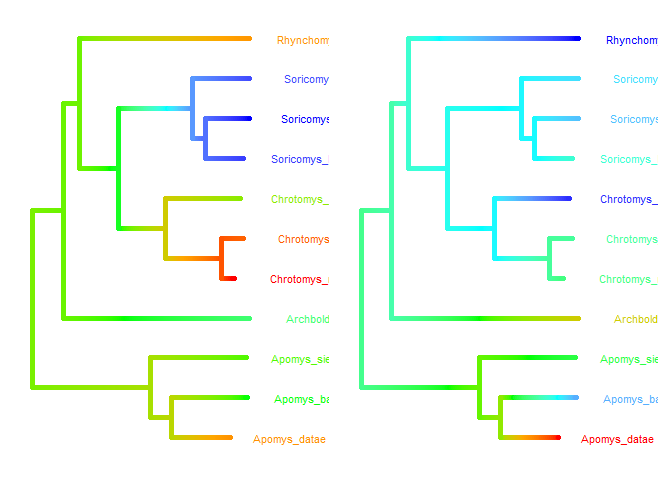 Rhynchom Rhynchom
Soricomy Soricomy
Soricomys Soricomys
Soricomys_ Soricomys_
Chrotomys_ Chrotomys_
Chrotomys Chrotomys
Chrotomys_ Chrotomys_
Archbold Archbold
Apomys_sie Apomys_sie
Apomys_ba Apomys_ba
Apomys_datae Apomys_datae